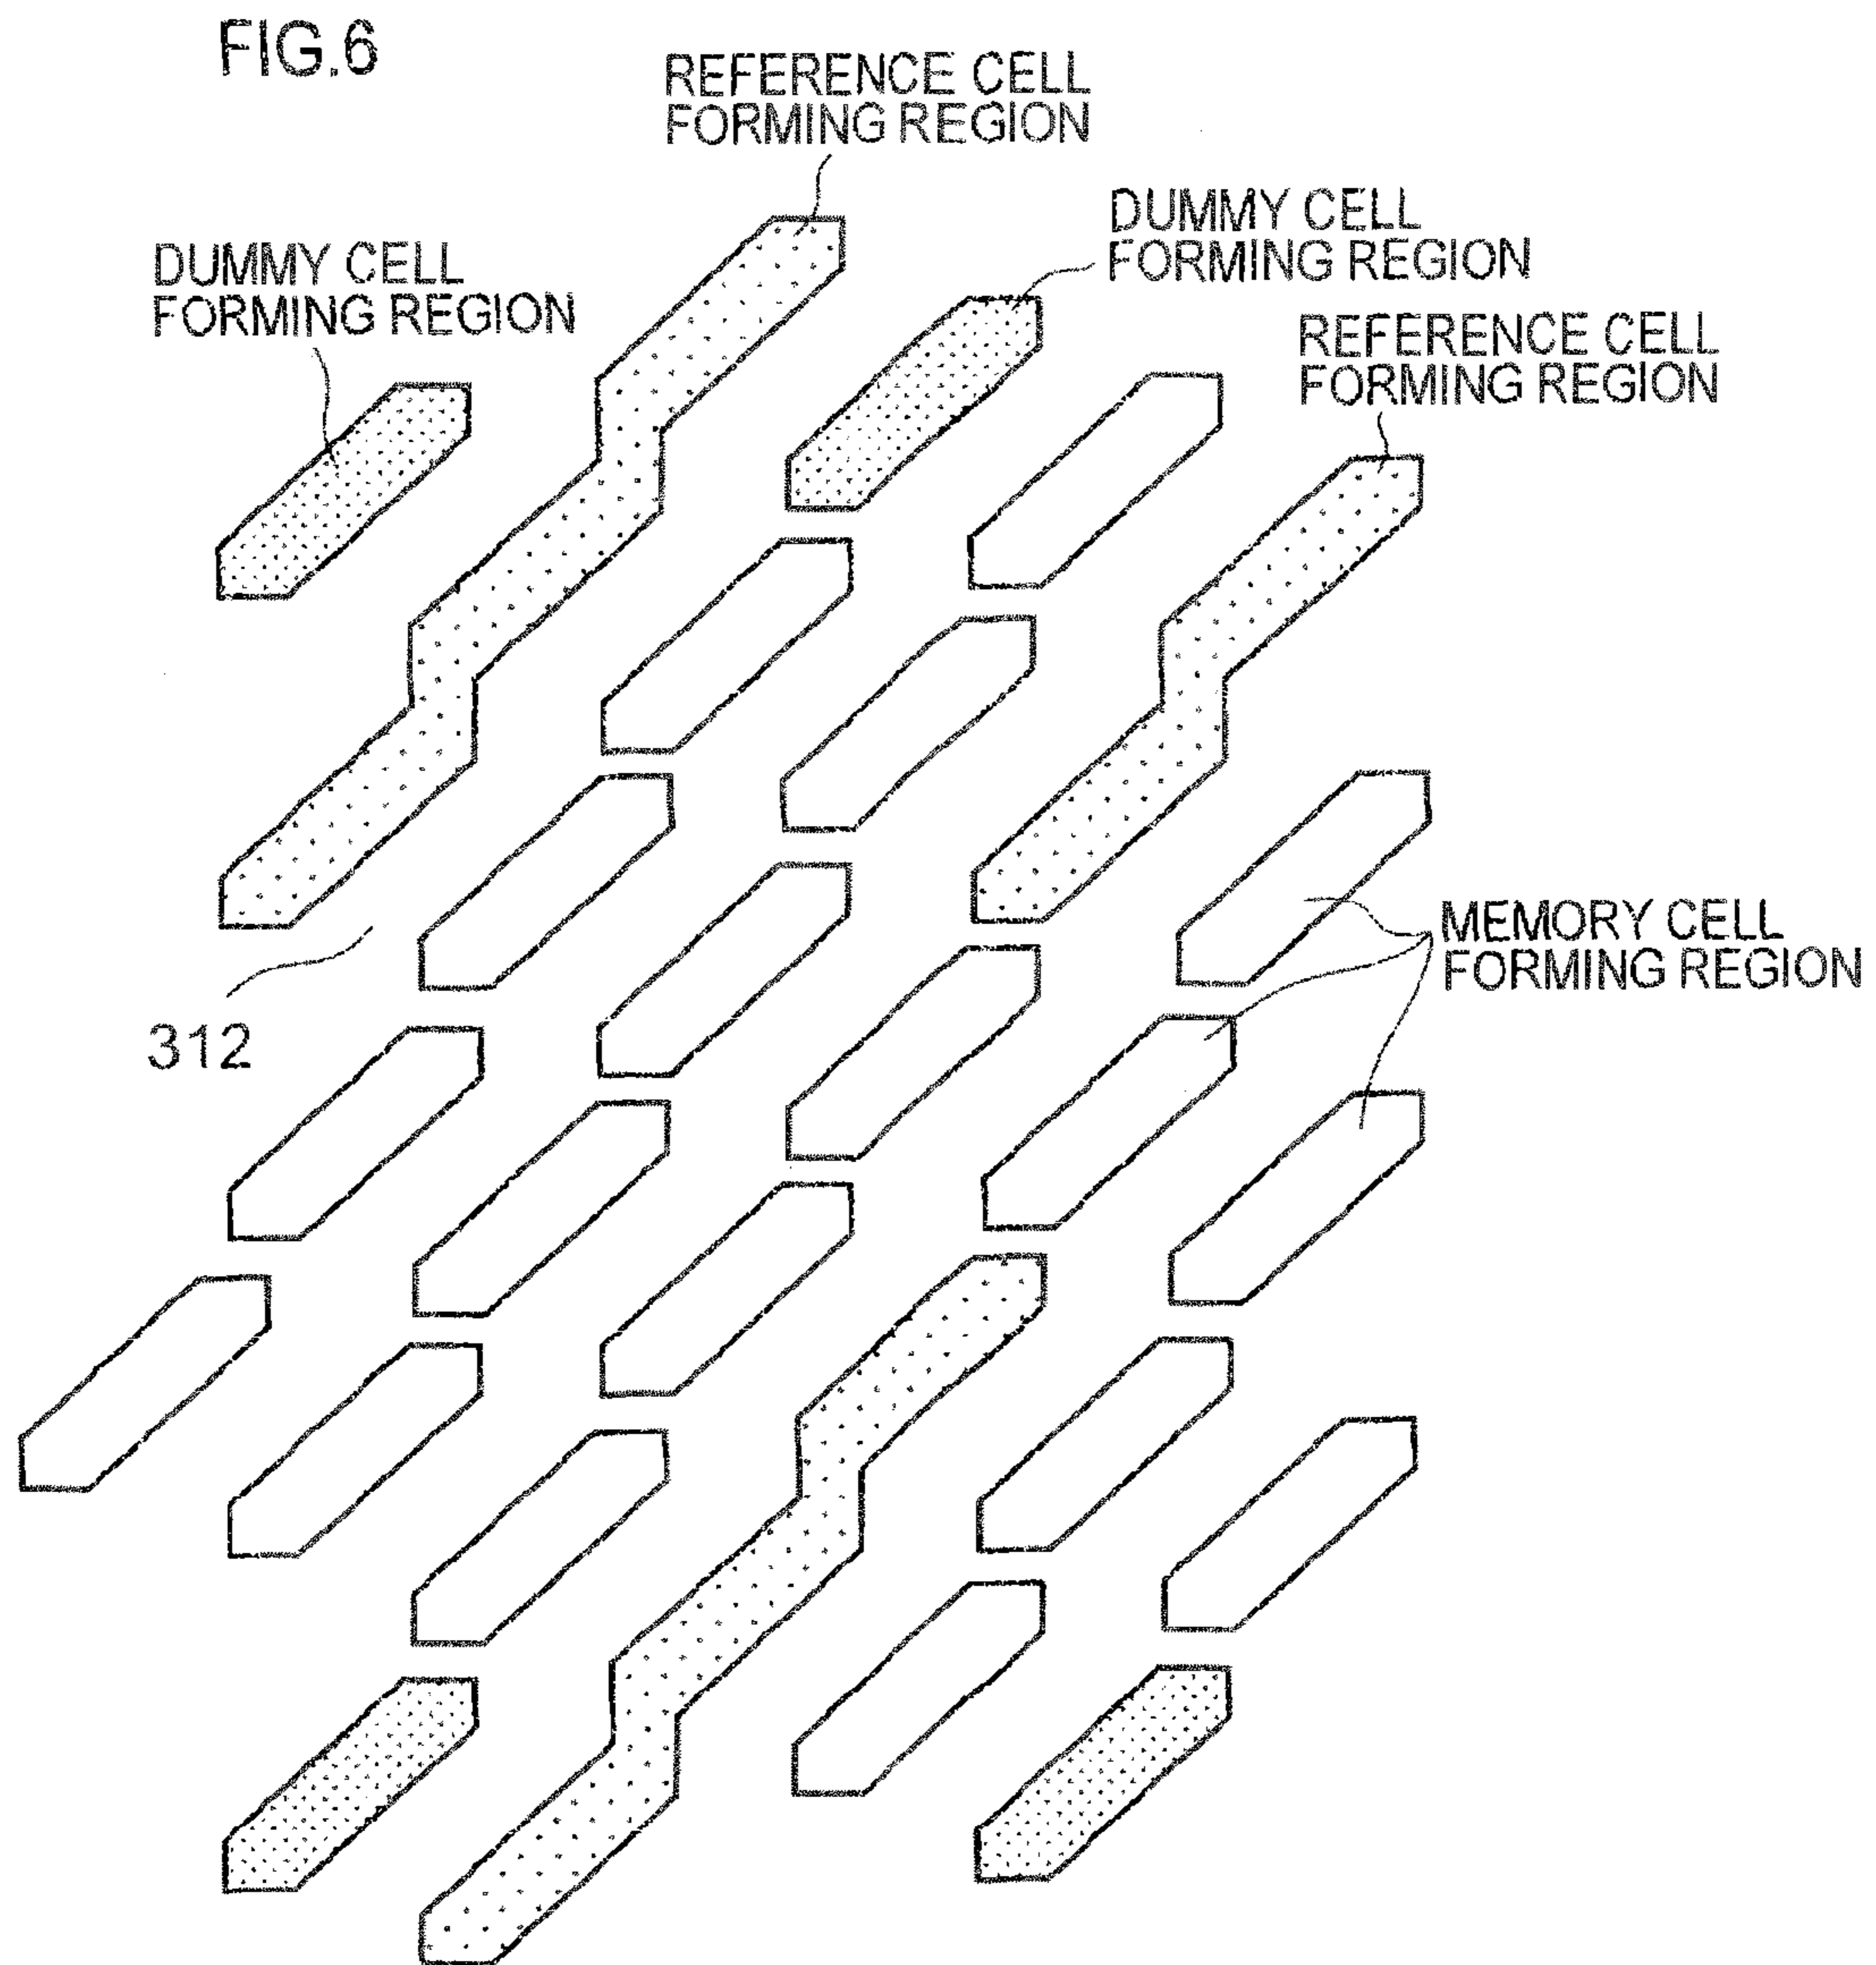 FIG.6
REFERENCE CELL
FORMING REGION
DUMMY CELL
FORMING REGION
DUMMY CELL
FORMING REGION
REFERENCE CELL
FORMING REGION
MEMORY CELL
FORMING REGION
312